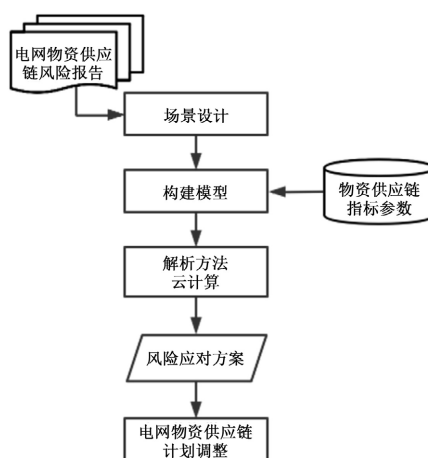 电网物资供应
链风险报告
场景设计
构建模型
物资供应链
指标参数
解析方法
云计算
风险应对方案
电网物资供应链
计划调整